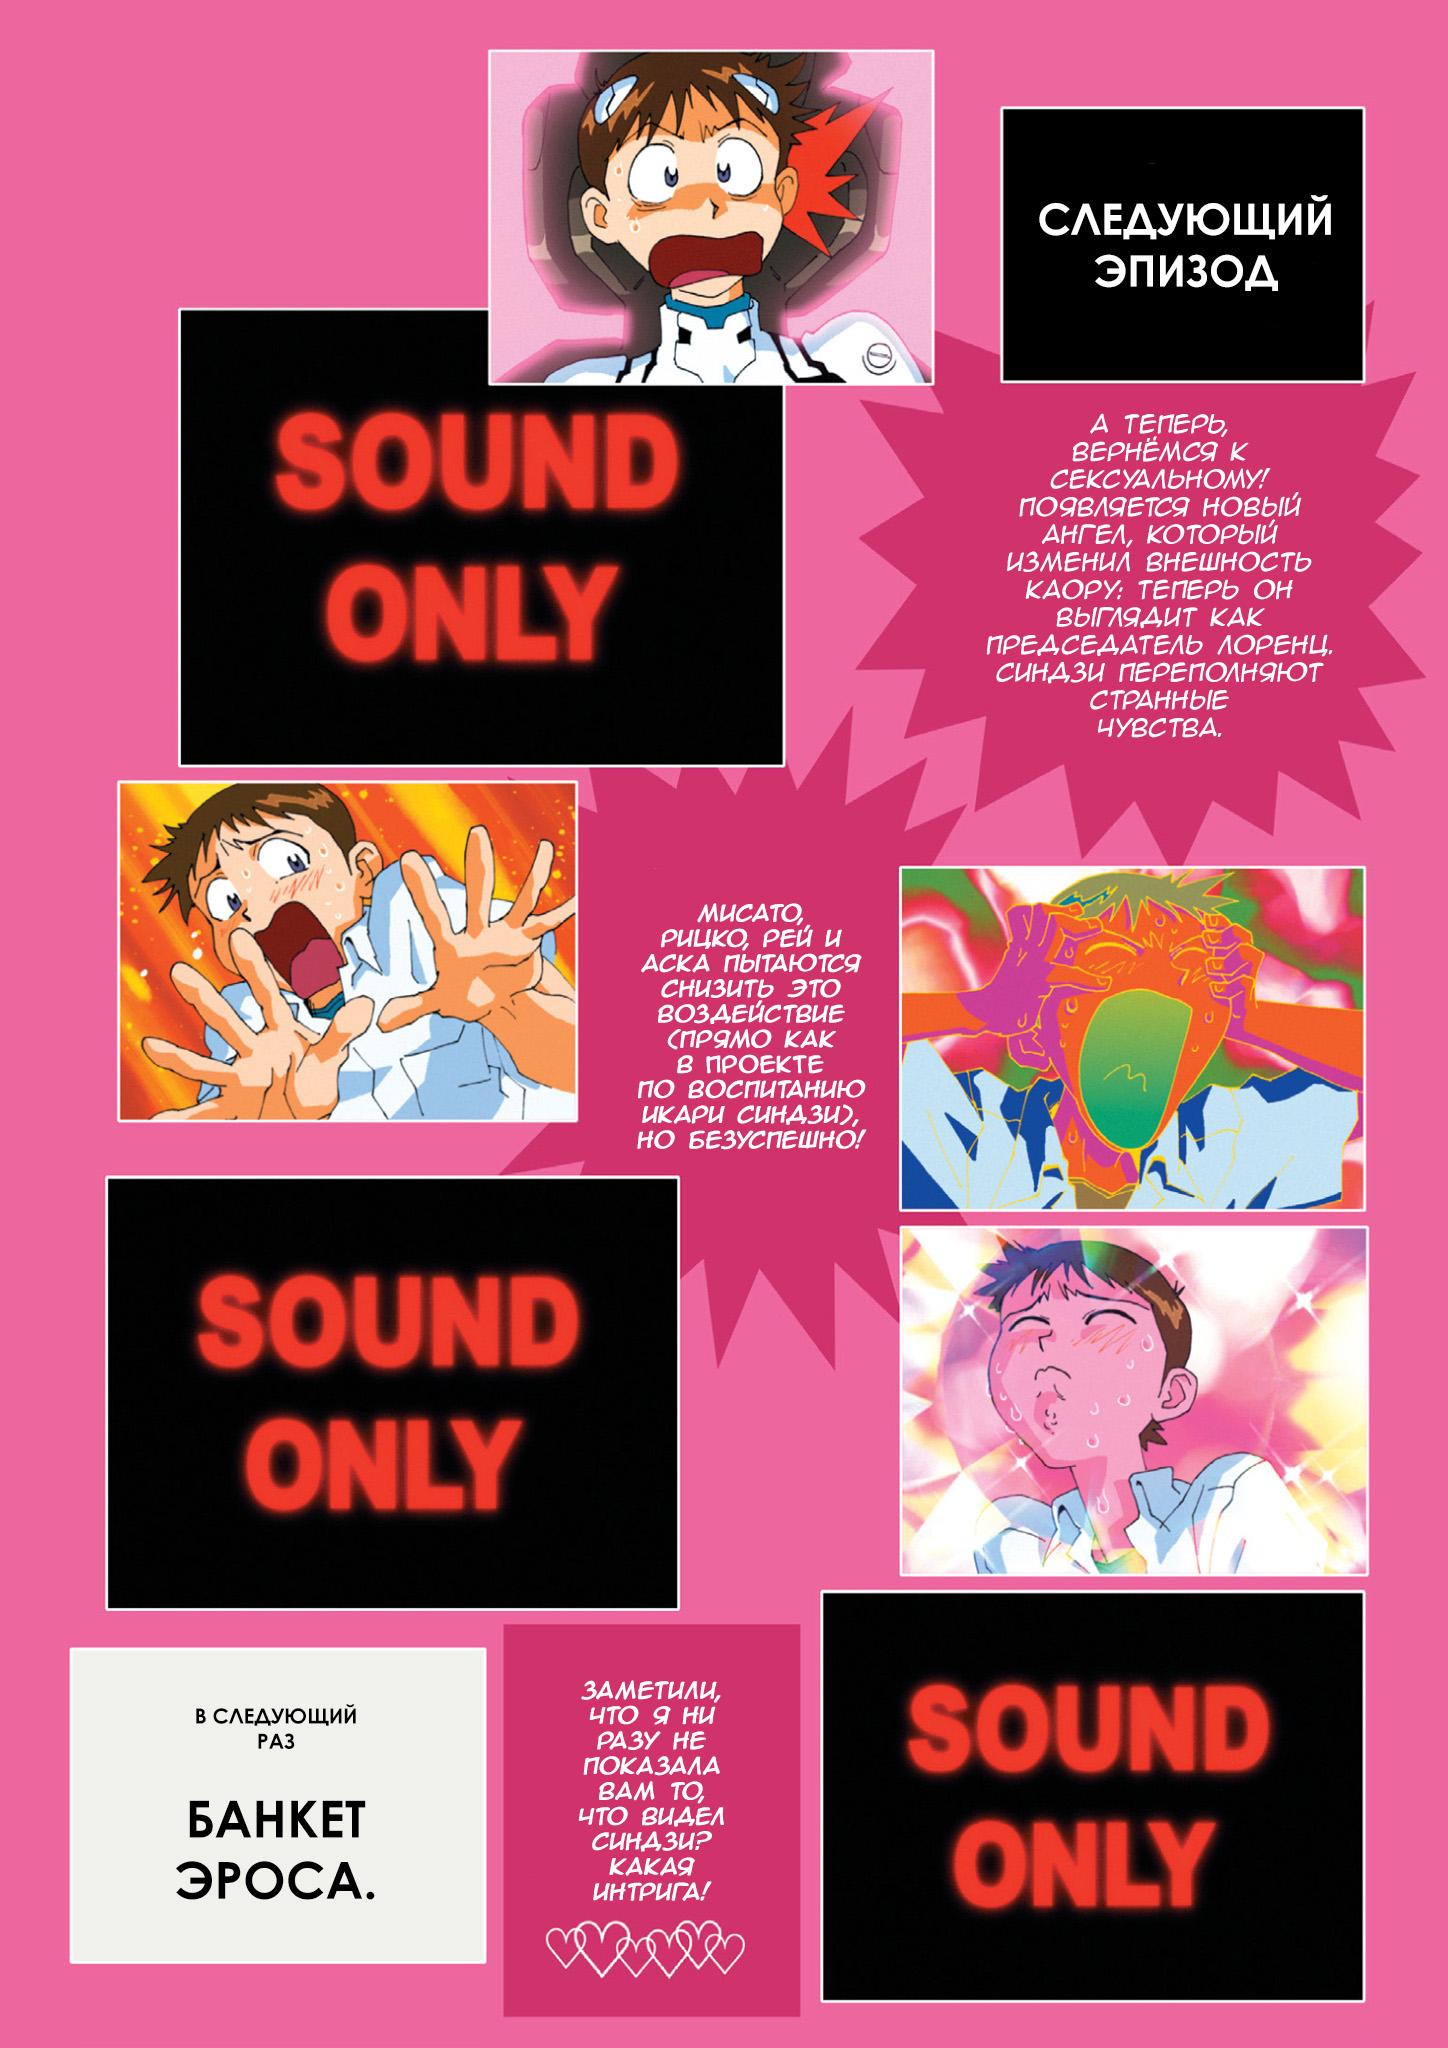 СЛЕДУЮЩИЙ
ЭПИЗОД
SOUND
ONLY
А ТЕПЕРЬ,
ВЕРНЁМСЯ К
СЕКСУАЛЬНОМУ!
ПОЯВЛЯЕТСЯ НОВЫЙ
АНГЕЛ, КОТОРЫЙ
ИЗМЕНИЛ ВНЕШНОСТЬ
КАОРУ: ТЕПЕРЬ ОН
ВЫГЛЯДИТ КАК
ПРЕДСЕДАТЕЛЬ ЛОРЕНЦ.
СИНДЗИ ПЕРЕПОЛНЯЮТ
СТРАННЫЕ
ЧУВСТВА.
МИСАТО,
РИЦКО, РЕЙ И
АСКА ПЫТАЮТСЯ
СНИЗИТЬ ЭТО
ВОЗДЕЙСТВИЕ
(ПРЯМО КАК
В ПРОЕКТЕ
ПО ВОСПИТАНИЮ
ИКАРИ СИНДЗИ),
НО БЕЗУСПЕШНО!
SOUND
ONLY
SOUND
ONLY
ЗАМЕТИЛИ,
ЧТО Я НИ
РАЗУ НЕ
ПОКАЗАЛА
ВАМ ТО,
ЧТО ВИДЕЛ
СИНДЗИ?
КАКАЯ
ИНТРИГА!
В СЛЕДУЮЩИЙ
РАЗ
БАНКЕТ
ЭРОСА.